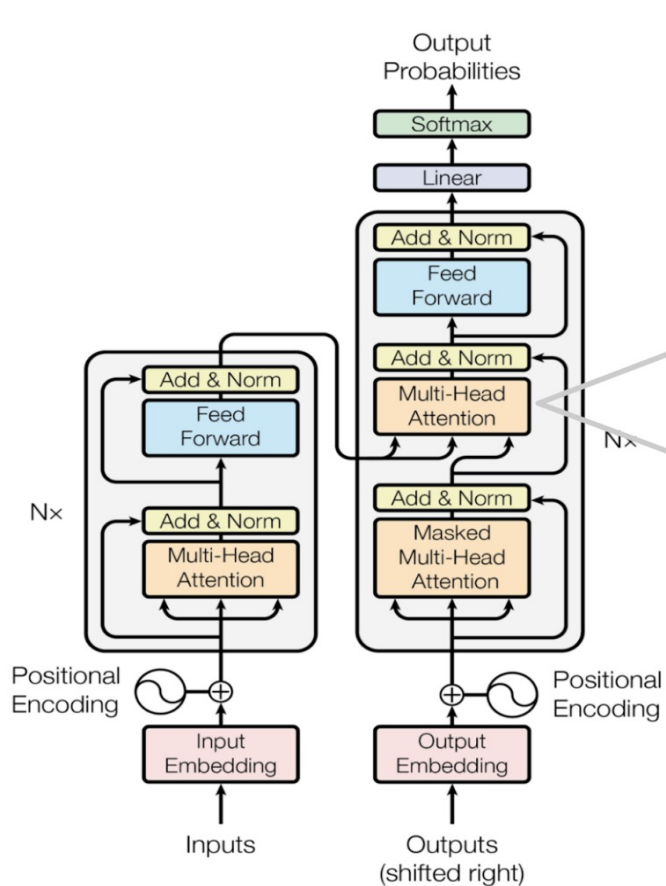 Output
Probabilities
Softmax
Linear
Add & Norm
Feed
Forward
Add & Norm
Multi-Head
Attention
Add & Norm
Masked
Multi-Head
Attention
N×
Add & Norm
Feed
Forward
Add & Norm
Multi-Head
Attention
N×
Positional
Encoding
Positional
Encoding
Input
Embedding
Output
Embedding
Inputs
Outputs
(shifted right)